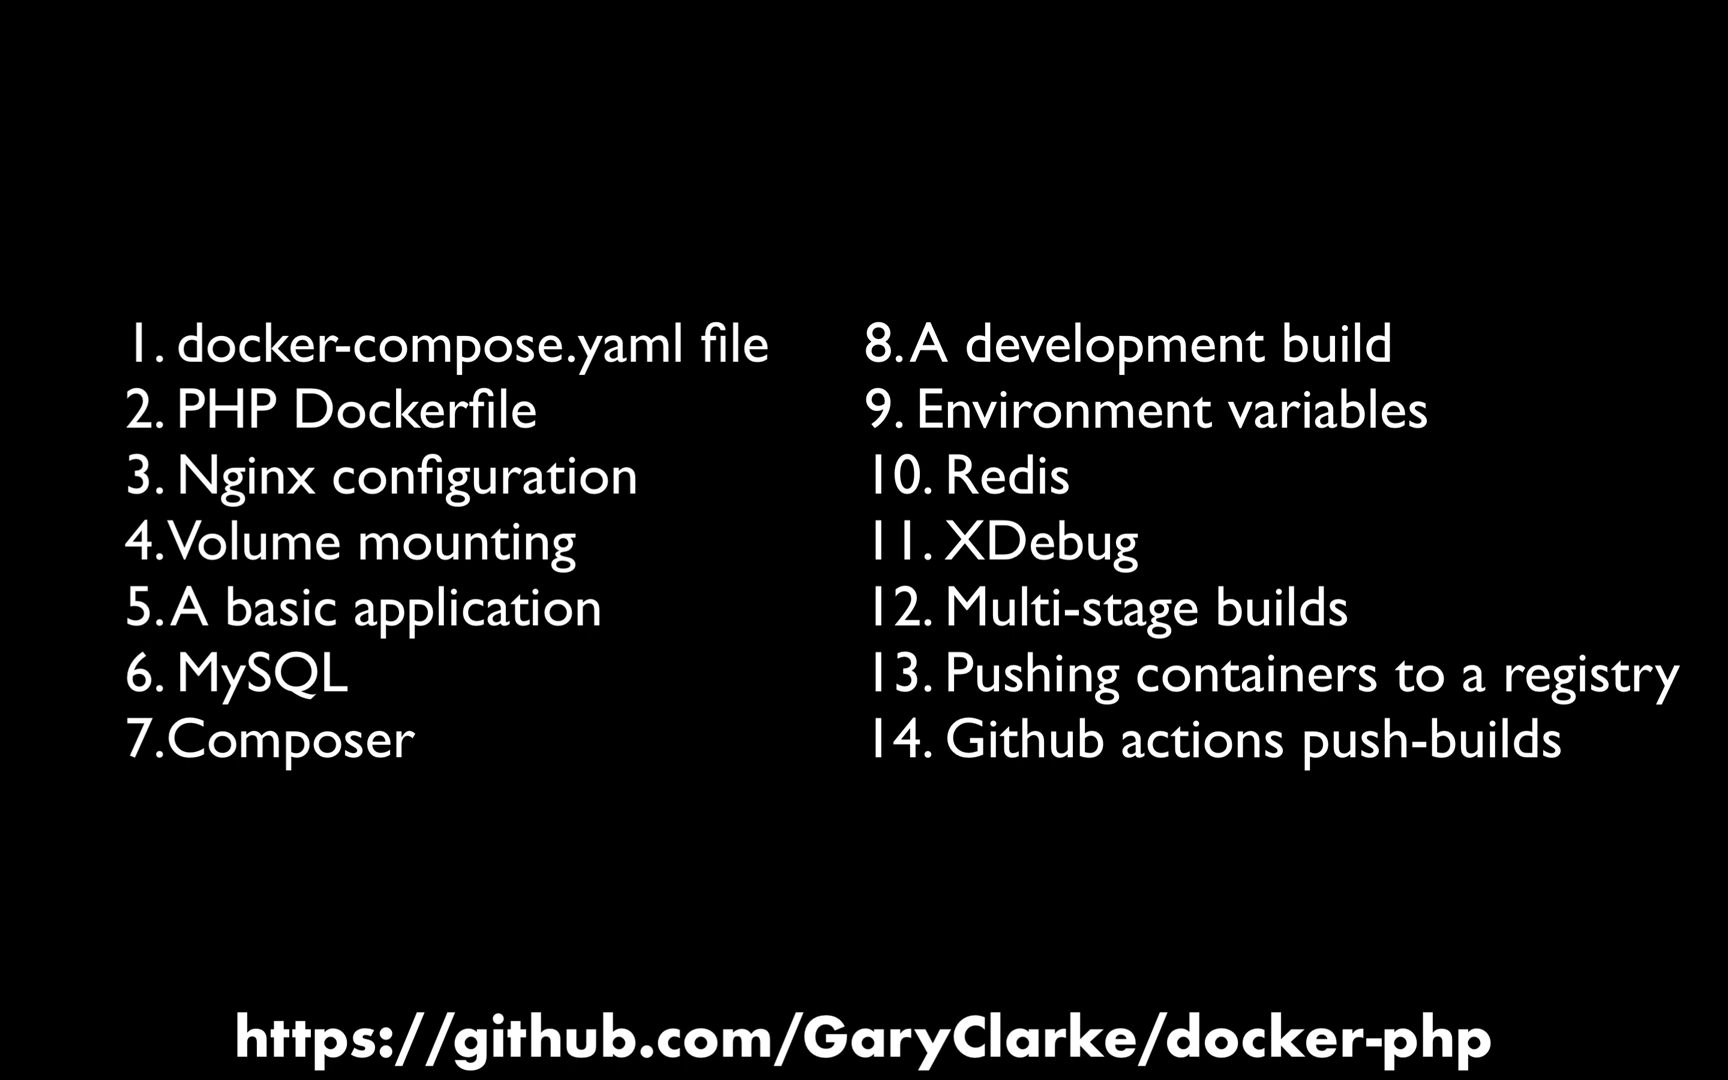 1. docker-compose.yaml file
2. PHP Dockerfile
3. Nginx configuration
4. Volume mounting
5. A basic application
6. MySQL
7.Composer
8. A development build
9. Environment variables
10. Redis
11. XDebug
12. Multi-stage builds
13. Pushing containers to a registry
14. Github actions push-builds
https://github.com/GaryClarke/docker-php